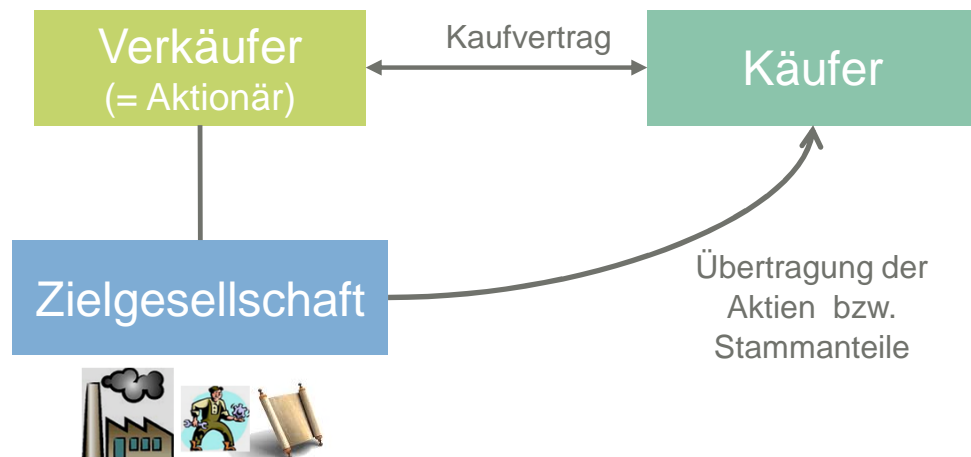 Verkäufer
(= Aktionär)
Kaufvertrag
Käufer
Zielgesellschaft
Übertragung der
Aktien bzw.
Stammanteile